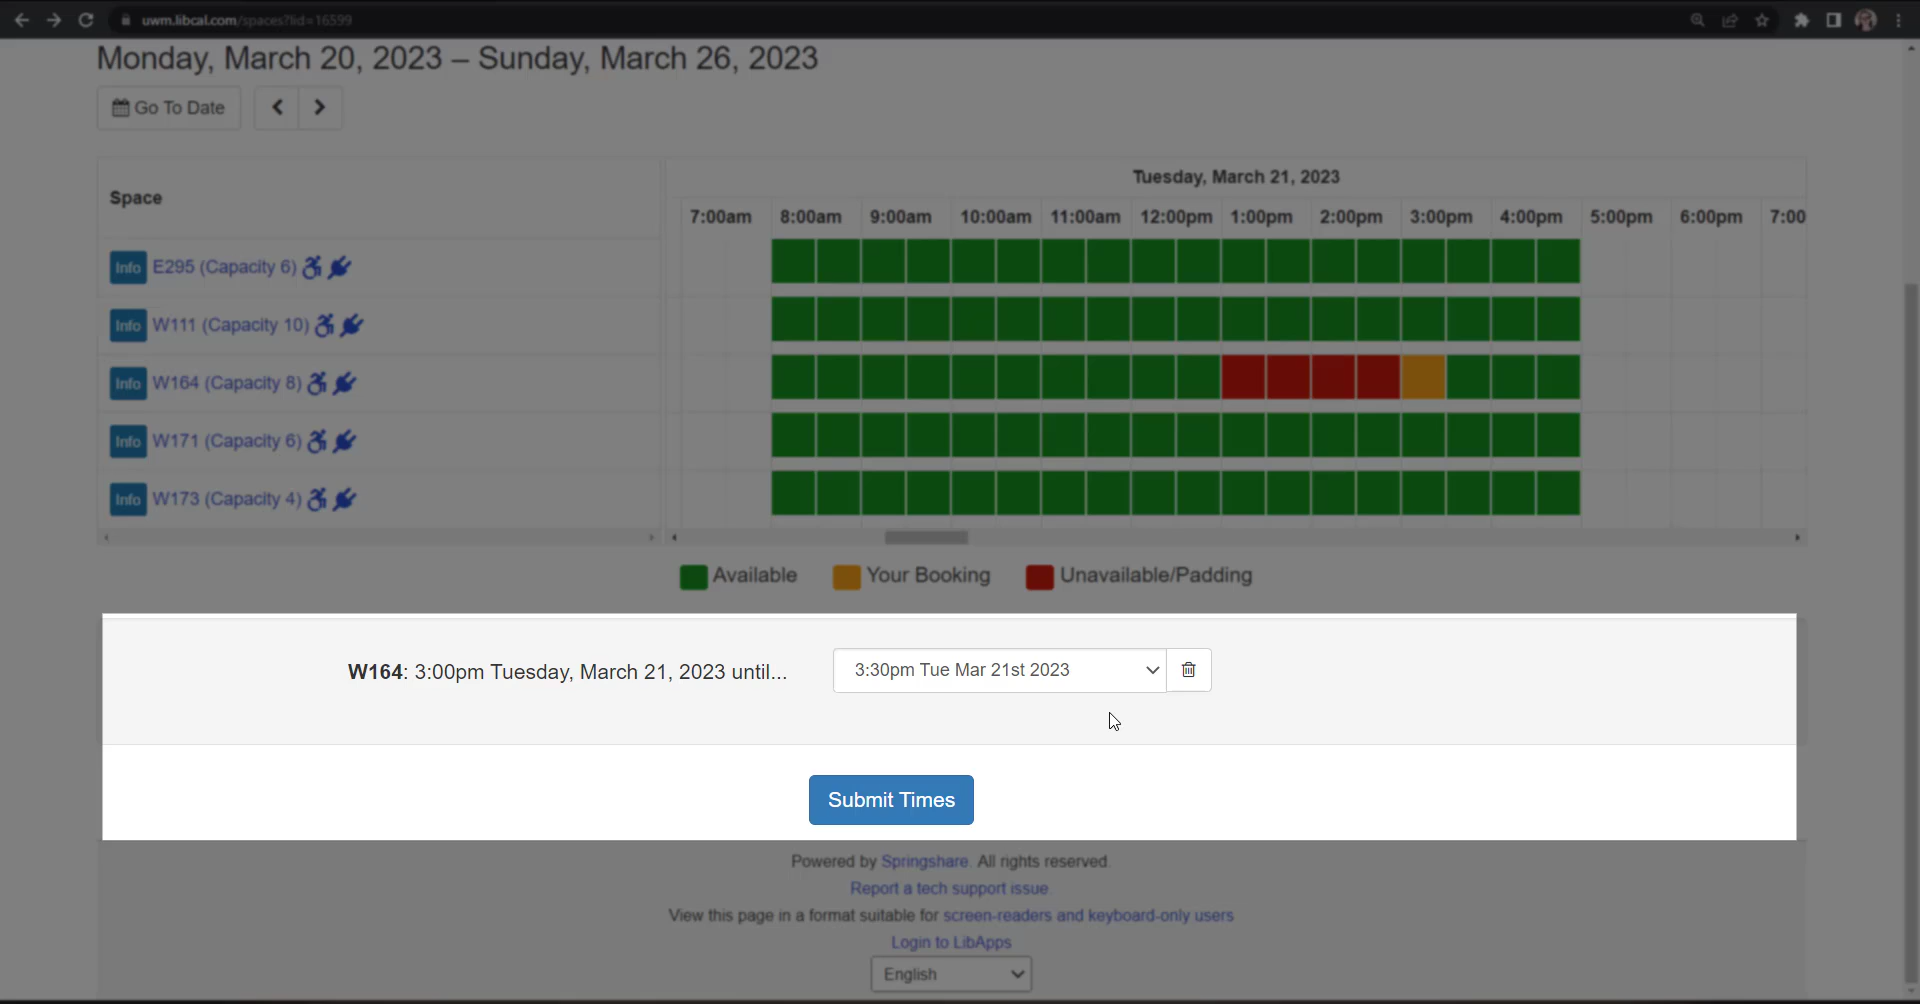 uwm.libcal.com/spaces?lid=16599
Monday, March 20, 2023 – Sunday, March 26, 2023
Go To Date
Space
Tuesday, March 21, 2023
7:00am 8:00am 9:00am 10:00am 11:00am 12:00pm 1:00pm 2:00pm 3:00pm 4:00pm 5:00pm 6:00pm 7:00
Info E295 (Capacity 6)
Info W111 (Capacity 10)
Info W164 (Capacity 8)
Info W171 (Capacity 6)
Info W173 (Capacity 4)
Available Your Booking Unavailable/Padding
W164: 3:00pm Tuesday, March 21, 2023 until... 3:30pm Tue Mar 21st 2023
Submit Times
Powered by Springshare. All rights reserved.
Report a tech support issue.
View this page in a format suitable for screen-readers and keyboard-only users
Login to LibApps
English